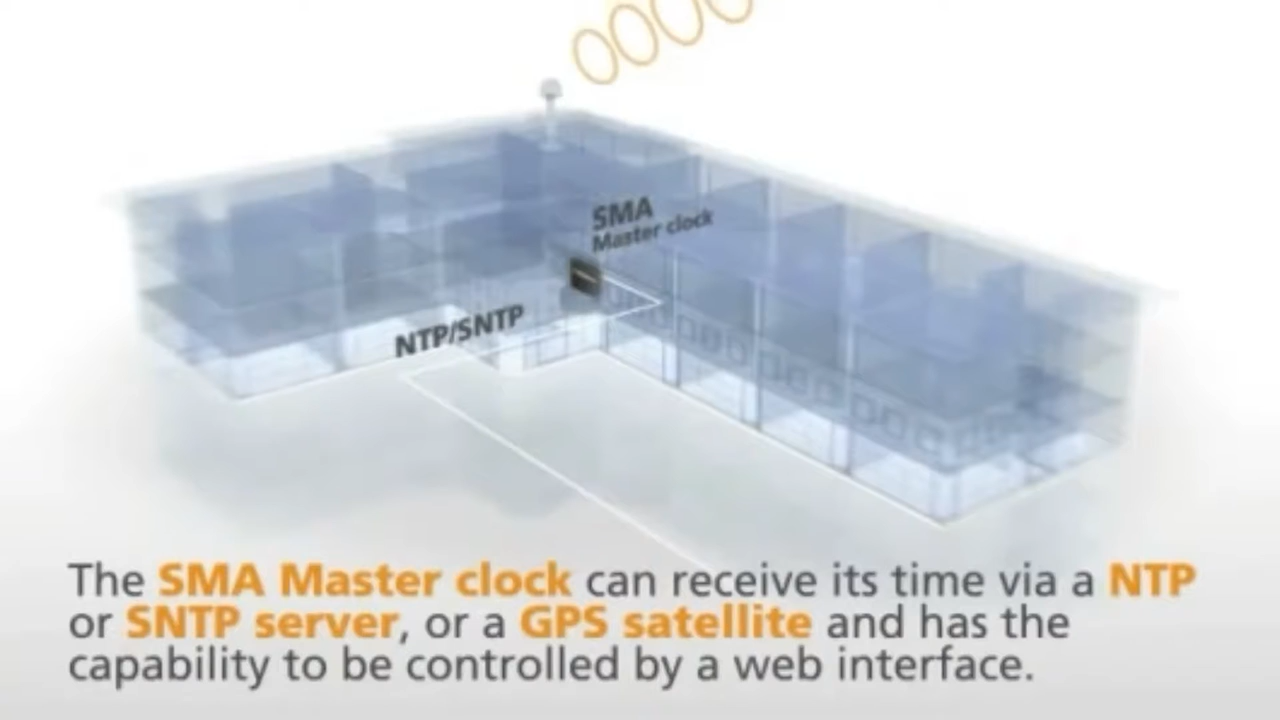 SMA
Master clock
NTP/SNTP
The SMA Master clock can receive its time via a NTP
or SNTP server, or a GPS satellite and has the
capability to be controlled by a web interface.